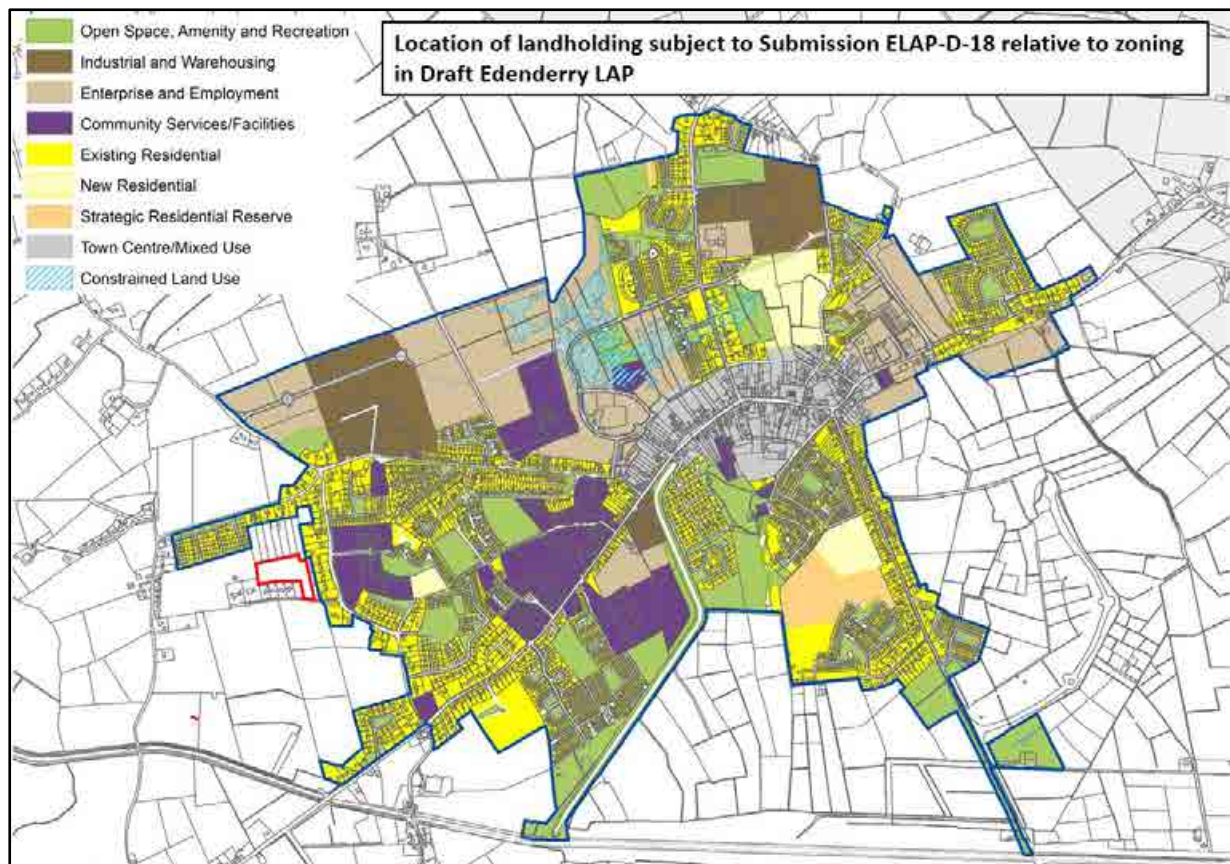 Open Space, Amenity and Recreation
Industrial and Warehousing
Enterprise and Employment
Community Services/Facilities
Existing Residential
New Residential
Strategic Residential Reserve
Town Centre/Mixed Use
Constrained Land Use
Location of landholding subject to Submission ELAP-D-18 relative to zoning
in Draft Edenderry LAP